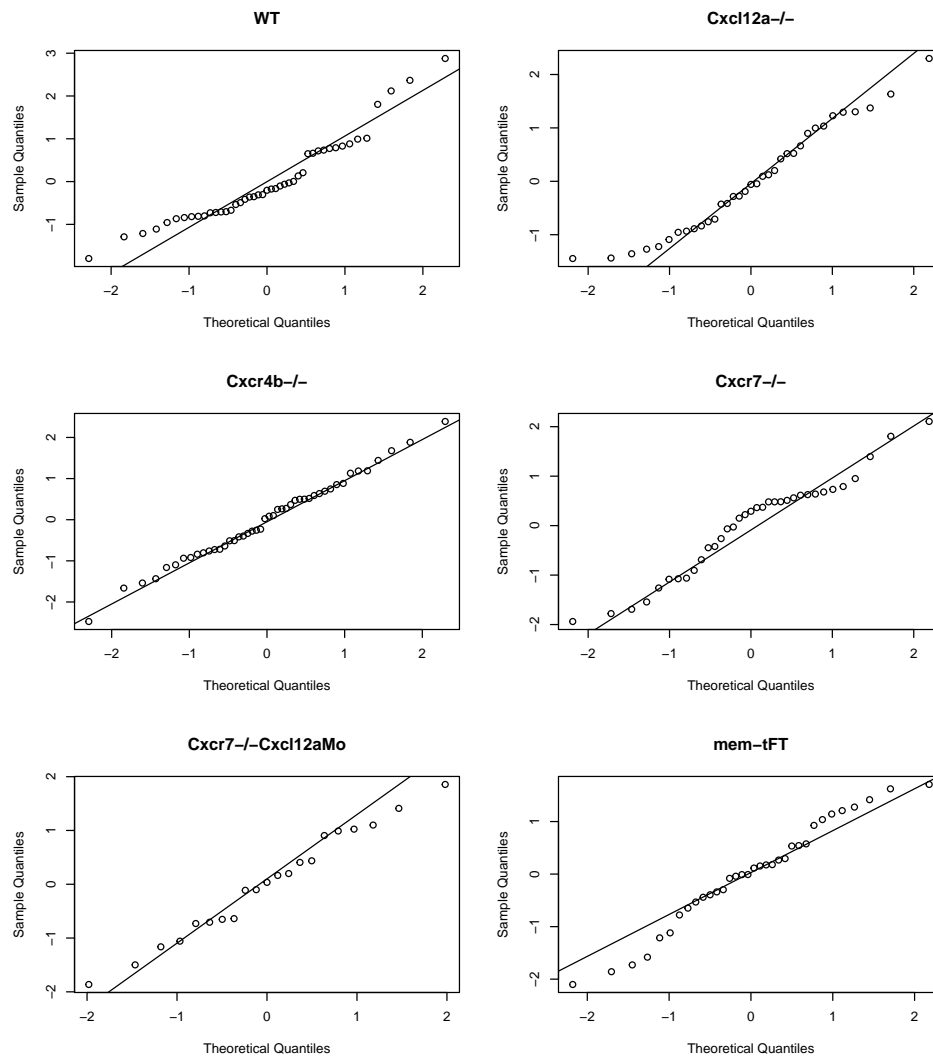 WT
Sample Quantiles
3
2
1
0
−1
−2 −1 0 1 2
Theoretical Quantiles
Cxcl12a−/−
Sample Quantiles
2
1
0
−1
−2 −1 0 1 2
Theoretical Quantiles
Cxcr4b−/−
Sample Quantiles
2
1
0
−1
−2
−2 −1 0 1 2
Theoretical Quantiles
Cxcr7−/−
Sample Quantiles
2
1
0
−1
−2
−2 −1 0 1 2
Theoretical Quantiles
Cxcr7−/−Cxcl12aMo
Sample Quantiles
2
1
0
−1
−2
−2 −1 0 1 2
Theoretical Quantiles
mem−tFT
Sample Quantiles
1
0
−1
−2
−2 −1 0 1 2
Theoretical Quantiles